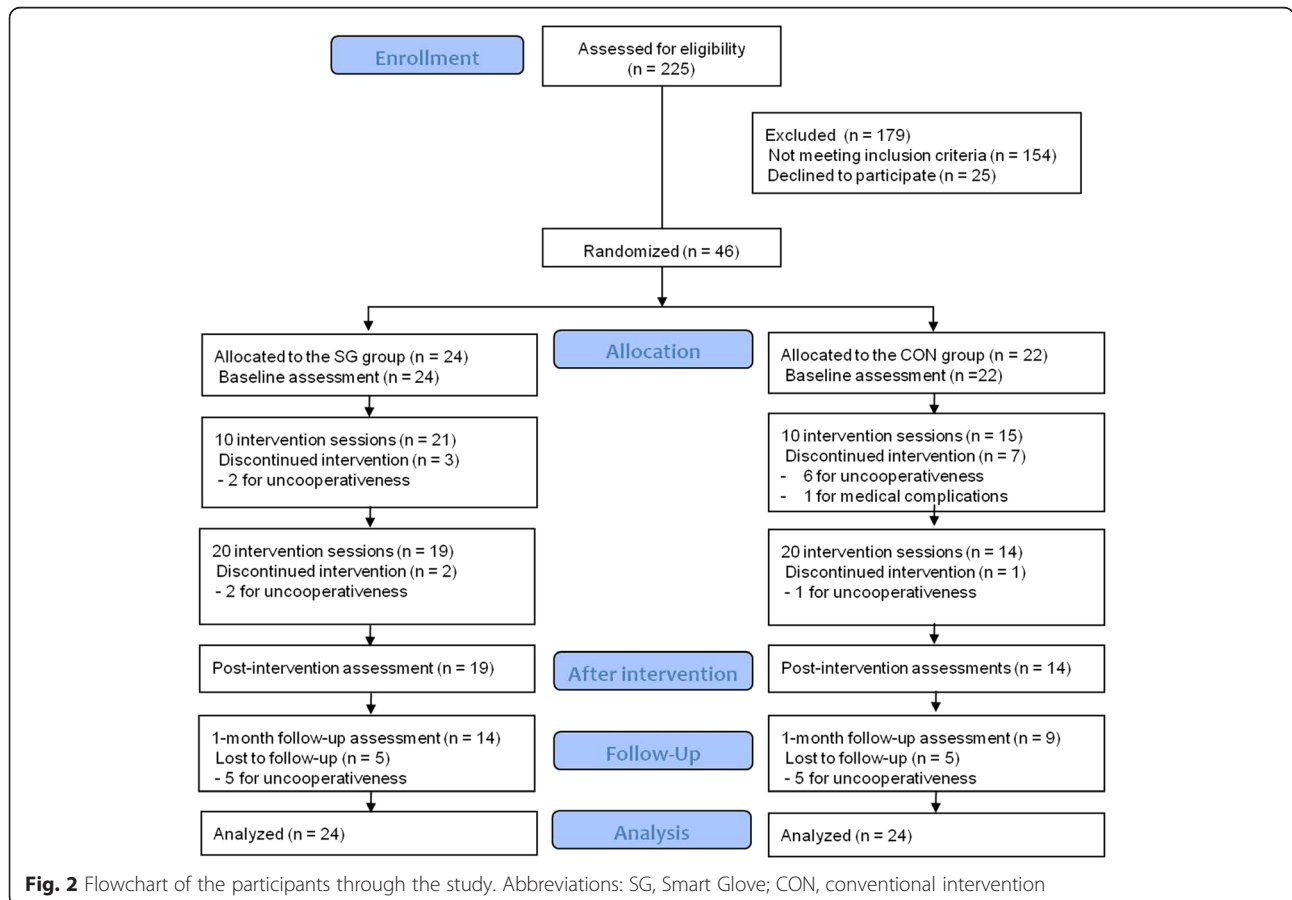 Enrollment
Assessed for eligibility
(n = 225)
Excluded (n = 179)
Not meeting inclusion criteria (n = 154)
Declined to participate (n = 25)
Randomized (n = 46)
Allocated to the SG group (n = 24)
Baseline assessment (n = 24)
Allocation
Allocated to the CON group (n = 22)
Baseline assessment (n =22)
10 intervention sessions (n = 21)
Discontinued intervention (n = 3)
- 2 for uncooperativeness
10 intervention sessions (n = 15)
Discontinued intervention (n = 7)
- 6 for uncooperativeness
- 1 for medical complications
20 intervention sessions (n = 19)
Discontinued intervention (n = 2)
- 2 for uncooperativeness
20 intervention sessions (n = 14)
Discontinued intervention (n = 1)
- 1 for uncooperativeness
Post-intervention assessment (n = 19)
After intervention
Post-intervention assessments (n = 14)
1-month follow-up assessment (n = 14)
Lost to follow-up (n = 5)
- 5 for uncooperativeness
Follow-Up
1-month follow-up assessment (n = 9)
Lost to follow-up (n = 5)
- 5 for uncooperativeness
Analyzed (n = 24)
Analysis
Analyzed (n = 24)
Fig. 2 Flowchart of the participants through the study. Abbreviations: SG, Smart Glove; CON, conventional intervention